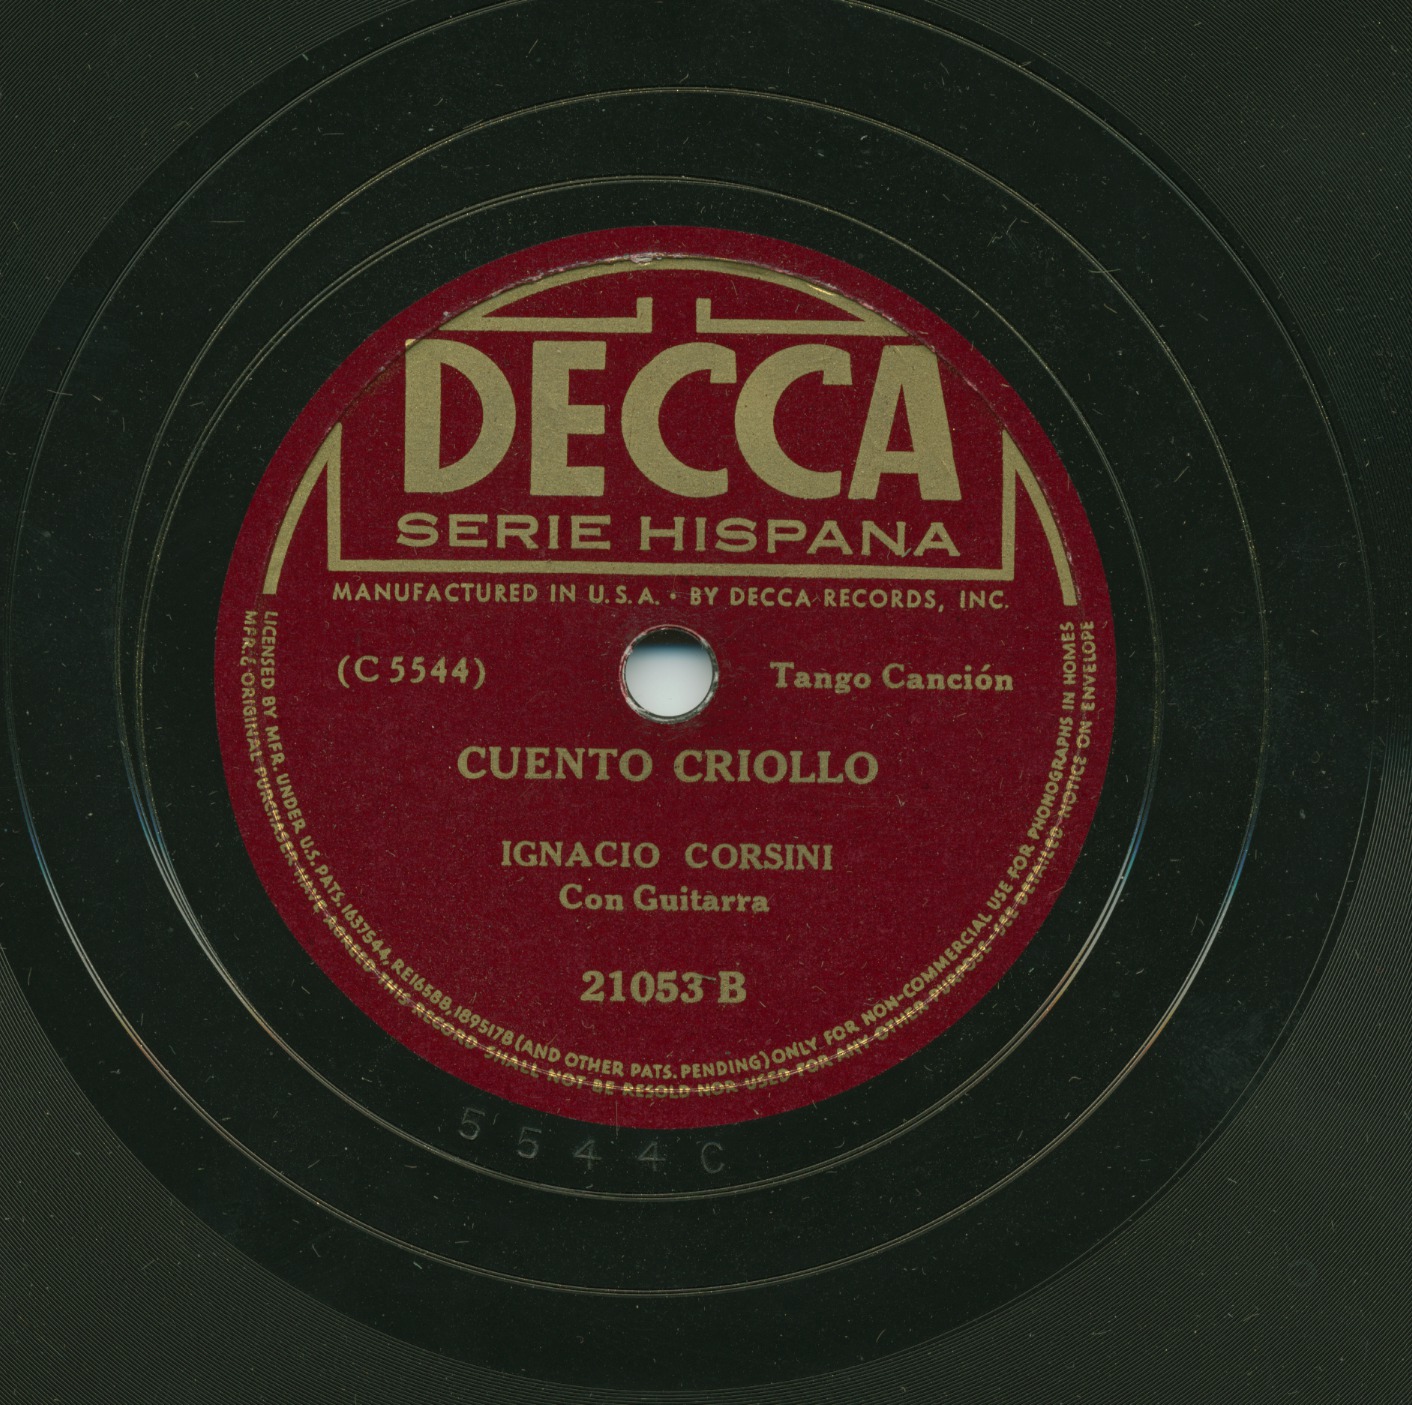 DECCA
SERIE HISPANA
MANUFACTURED IN U.S.A. • BY DECCA RECORDS, INC.
(C 5544)
Tango Canción
CUENTO CRIOLLO
IGNACIO CORSINI
Con Guitarra
21053 B
LICENSED BY MFR. UNDER U.S. PATS. 1637544, RE16588, 1895178 (AND OTHER PATS. PENDING) ONLY FOR NON-COMMERCIAL USE FOR PHONOGRAPHS IN HOMES
MFR. & ORIGINAL PURCHASER HAVE AGREED THIS RECORD SHALL NOT BE RESOLD NOR USED FOR ANY OTHER PURPOSE. SEE DETAILED NOTICE ON ENVELOPE
5544C